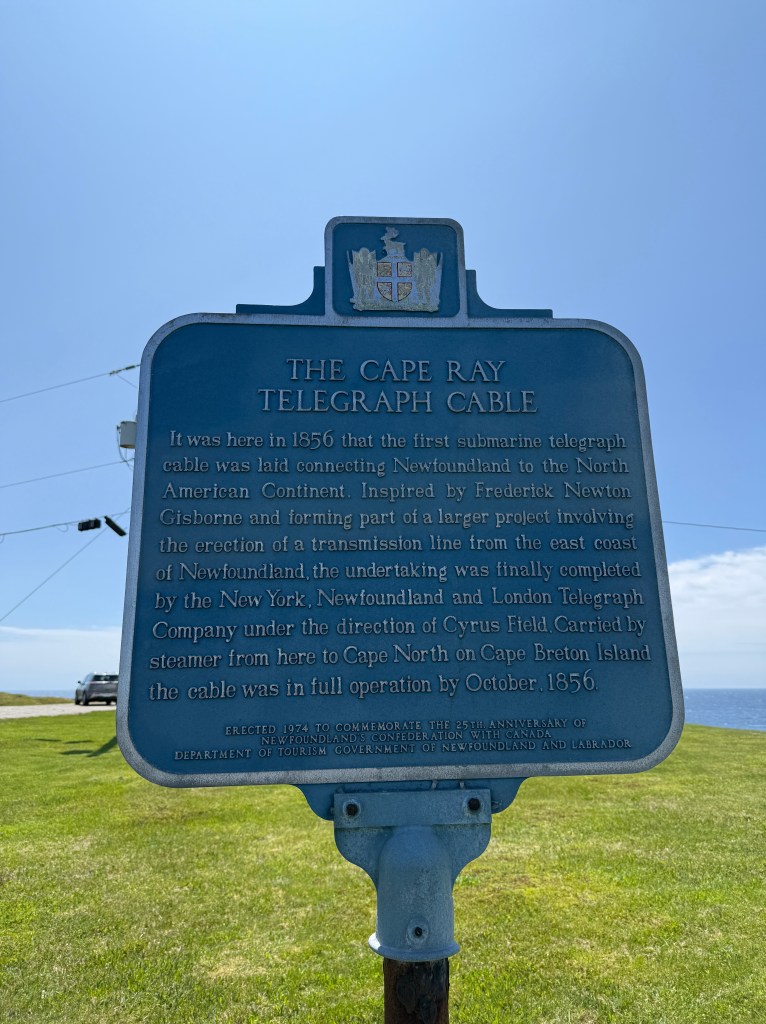 THE CAPE RAY
TELEGRAPH CABLE
It was here in 1856 that the first submarine telegraph
cable was laid connecting Newfoundland to the North
American Continent. Inspired by Frederick Newton
Gisborne and forming part of a larger project involving
the erection of a transmission line from the east coast
of Newfoundland, the undertaking was finally completed
by the New York, Newfoundland and London Telegraph
Company under the direction of Cyrus Field. Carried by
steamer from here to Cape North on Cape Breton Island
the cable was in full operation by October, 1856.
ERECTED 1974 TO COMMEMORATE THE 25TH ANNIVERSARY OF
NEWFOUNDLAND'S CONFEDERATION WITH CANADA
DEPARTMENT OF TOURISM GOVERNMENT OF NEWFOUNDLAND AND LABRADOR